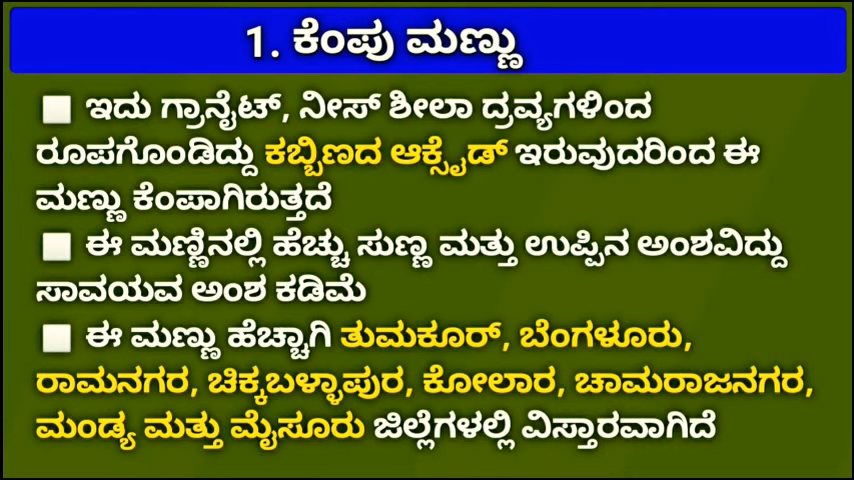 1. ಕೆಂಪು ಮಣ್ಣು
ಇದು ಗ್ರಾನೈಟ್, ನೀಸ್ ಶೀಲಾ ದ್ರವ್ಯಗಳಿಂದ
ರೂಪಗೊಂಡಿದ್ದು ಕಬ್ಬಿಣದ ಆಕ್ಸೈಡ್ ಇರುವುದರಿಂದ ಈ
ಮಣ್ಣು ಕೆಂಪಾಗಿರುತ್ತದೆ
ಈ ಮಣ್ಣಿನಲ್ಲಿ ಹೆಚ್ಚು ಸುಣ್ಣ ಮತ್ತು ಉಪ್ಪಿನ ಅಂಶವಿದ್ದು
ಸಾವಯವ ಅಂಶ ಕಡಿಮೆ
ಈ ಮಣ್ಣು ಹೆಚ್ಚಾಗಿ ತುಮಕೂರ್, ಬೆಂಗಳೂರು,
ರಾಮನಗರ, ಚಿಕ್ಕಬಳ್ಳಾಪುರ, ಕೋಲಾರ, ಚಾಮರಾಜನಗರ,
ಮಂಡ್ಯ ಮತ್ತು ಮೈಸೂರು ಜಿಲ್ಲೆಗಳಲ್ಲಿ ವಿಸ್ತಾರವಾಗಿದೆ